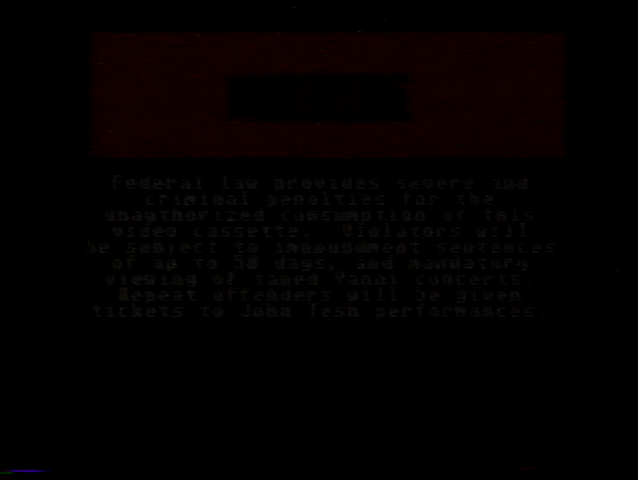 Federal law provides severe and
criminal penalties for the
unauthorized consumption of this
video cassette. Violators will
be subject to imprisonment sentences
of up to 50 days, and mandatory
viewing of taped Yanni concerts.
Repeat offenders will be given
tickets to John Tesh performances.